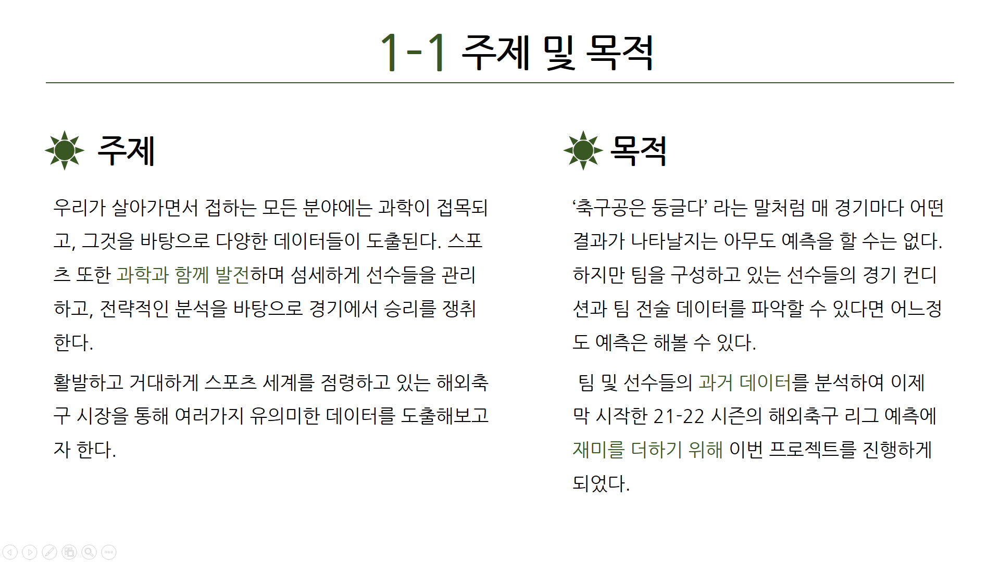 1-1 주제 및 목적
주제
우리가 살아가면서 접하는 모든 분야에는 과학이 접목되
고, 그것을 바탕으로 다양한 데이터들이 도출된다. 스포
츠 또한 과학과 함께 발전하며 섬세하게 선수들을 관리
하고, 전략적인 분석을 바탕으로 경기에서 승리를 쟁취
한다.
활발하고 거대하게 스포츠 세계를 점령하고 있는 해외축
구 시장을 통해 여러가지 유의미한 데이터를 도출해보고
자 한다.
목적
‘축구공은 둥글다’ 라는 말처럼 매 경기마다 어떤
결과가 나타날지는 아무도 예측을 할 수는 없다.
하지만 팀을 구성하고 있는 선수들의 경기 컨디
션과 팀 전술 데이터를 파악할 수 있다면 어느정
도 예측은 해볼 수 있다.
팀 및 선수들의 과거 데이터를 분석하여 이제
막 시작한 21-22 시즌의 해외축구 리그 예측에
재미를 더하기 위해 이번 프로젝트를 진행하게
되었다.